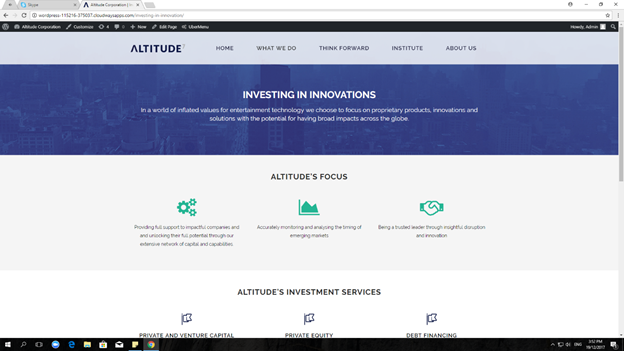 Skype
Altitude Corporation | In
wordpress-115216-375007.cloudwaysapps.com/investing-in-innovations/
Altitude Corporation Customize 4 0 New Edit Page UberMenu Howdy, Admin
ALTITUDE HOME WHAT WE DO THINK FORWARD INSTITUTE ABOUT US
INVESTING IN INNOVATIONS
In a world of inflated values for entertainment technology we choose to focus on proprietary products, innovations and
solutions with the potential for having broad impacts across the globe.
ALTITUDE'S FOCUS
Providing full support to impactful companies and
and unlocking their full potential through our
extensive network of capital and capabilities
Accurately monitoring and analysing the timing of
emerging markets
Being a trusted leader through insightful disruption
and innovation
ALTITUDE'S INVESTMENT SERVICES
PRIVATE AND VENTURE CAPITAL PRIVATE EQUITY DEBT FINANCING
ENG
3:52 PM
19/12/2017